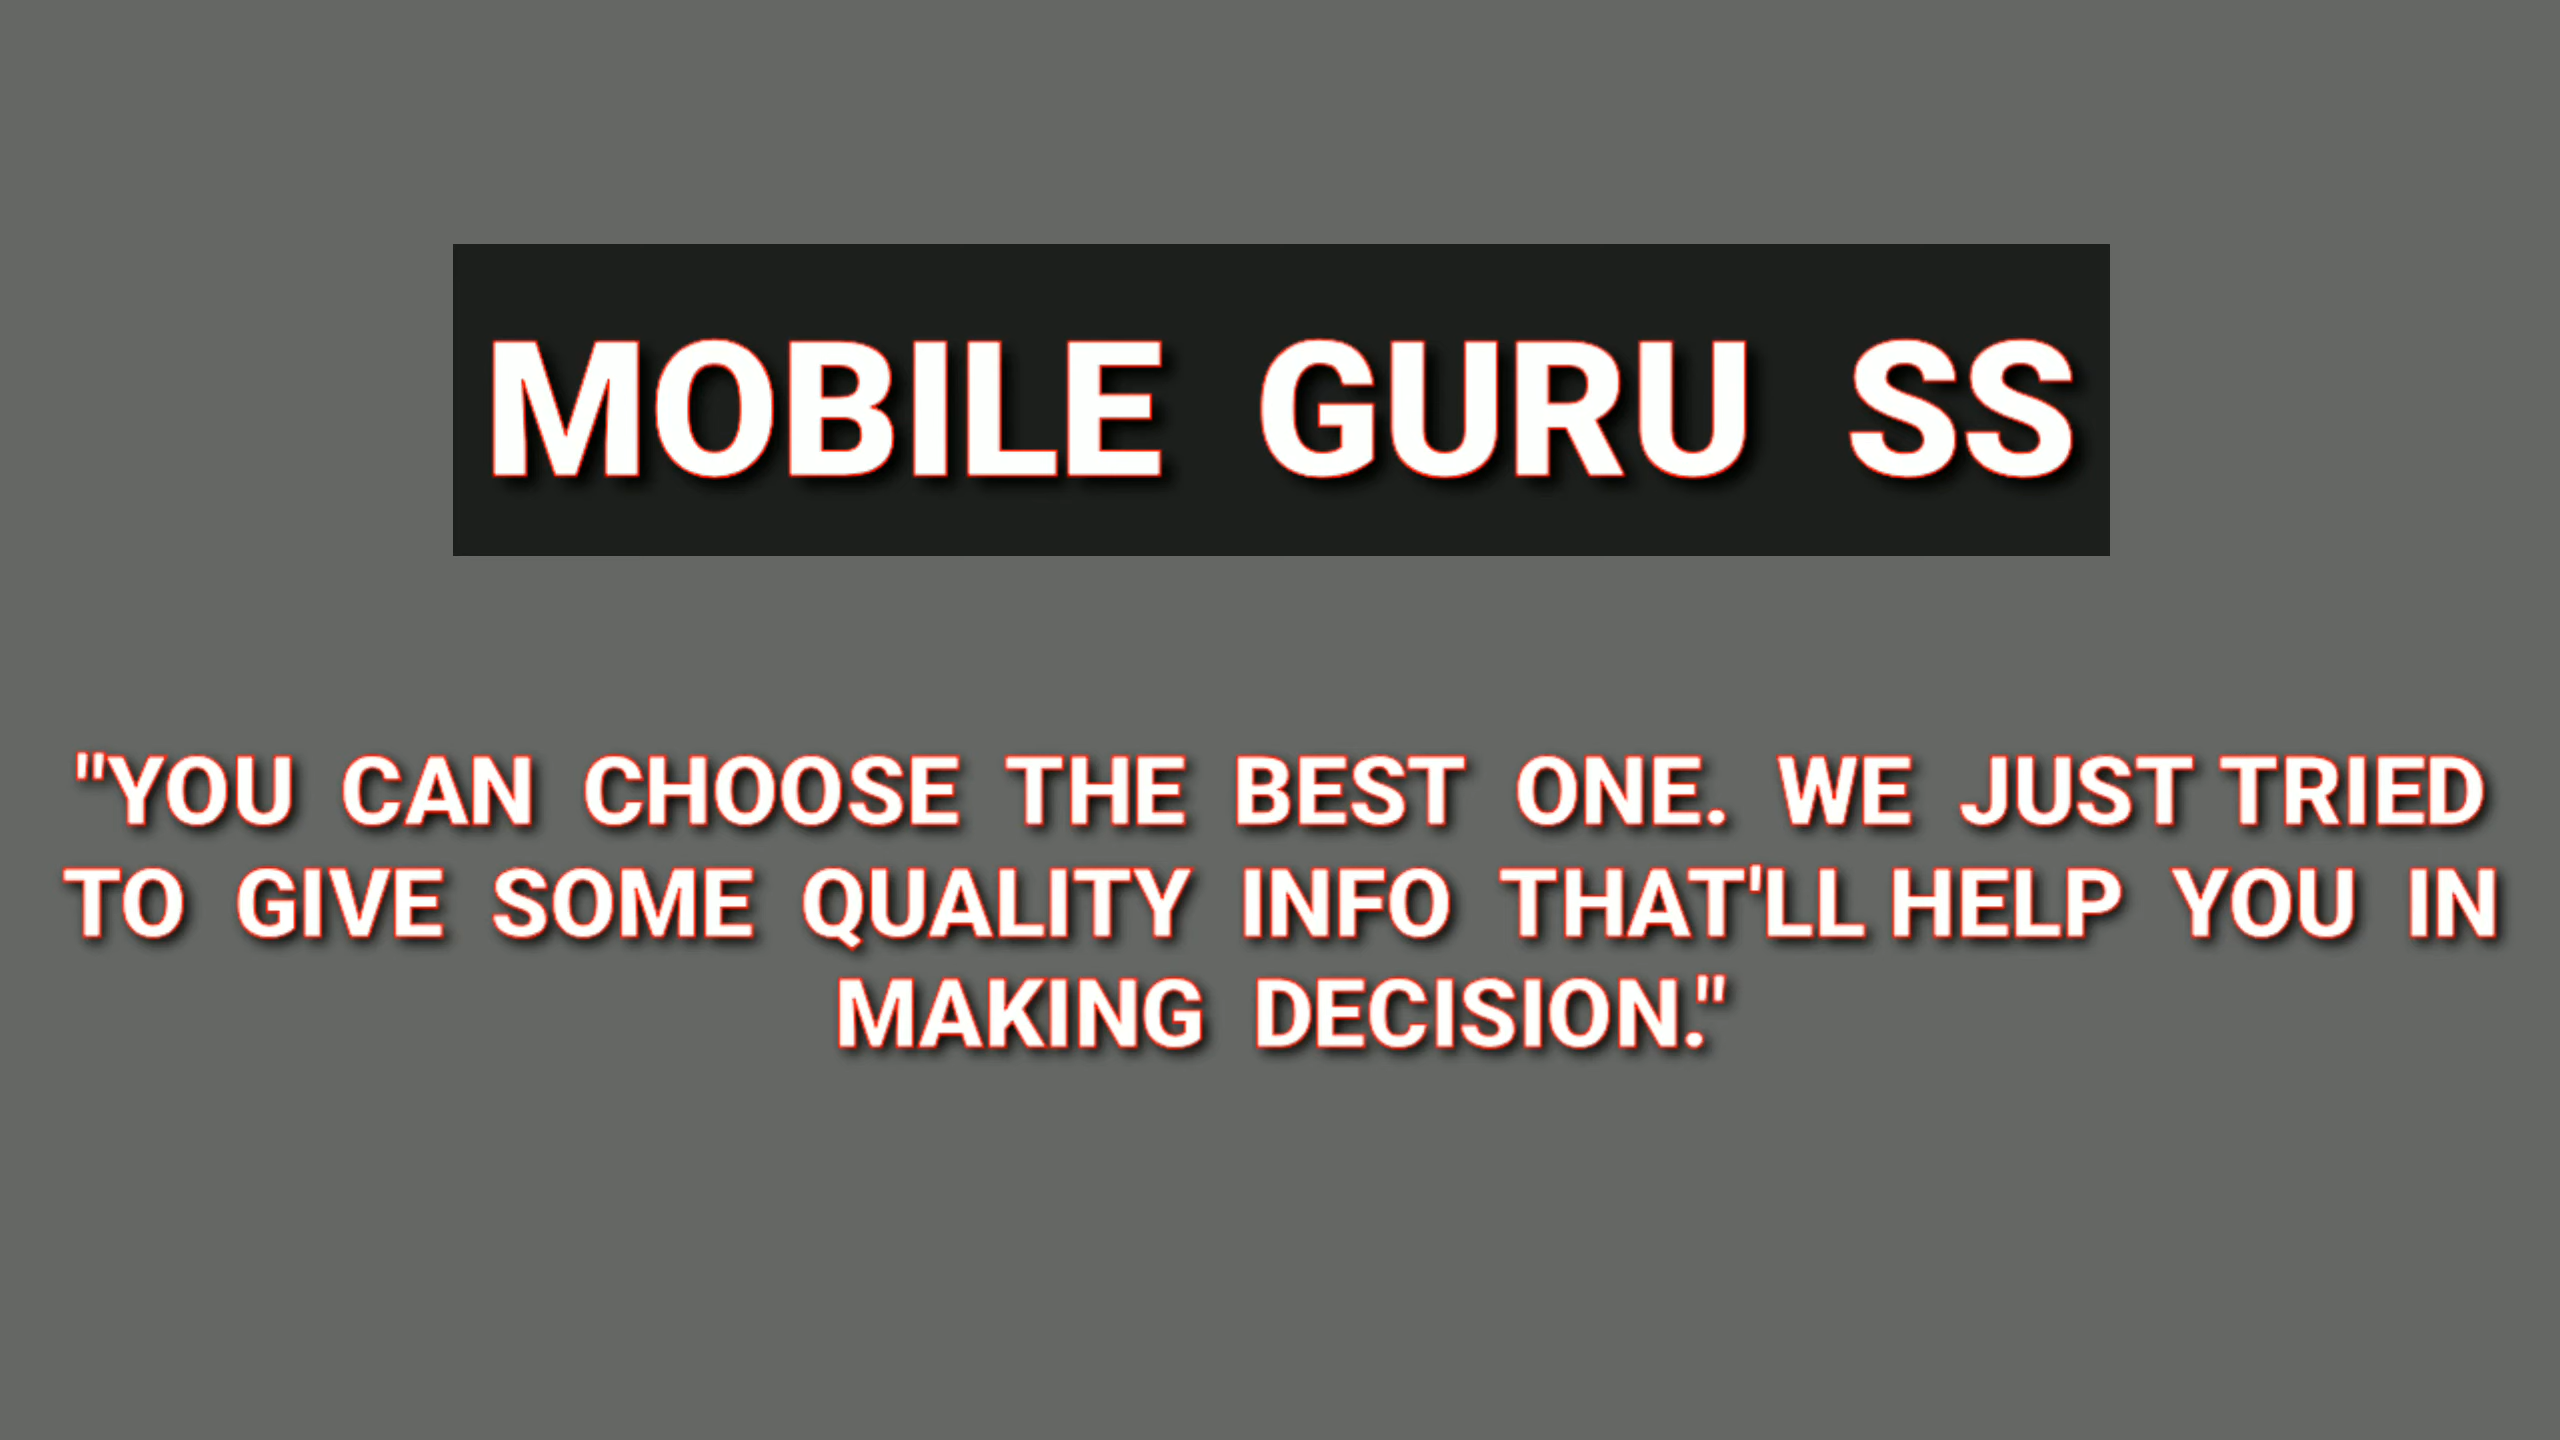 MOBILE GURU SS
"YOU CAN CHOOSE THE BEST ONE. WE JUST TRIED
TO GIVE SOME QUALITY INFO THAT'LL HELP YOU IN
MAKING DECISION."